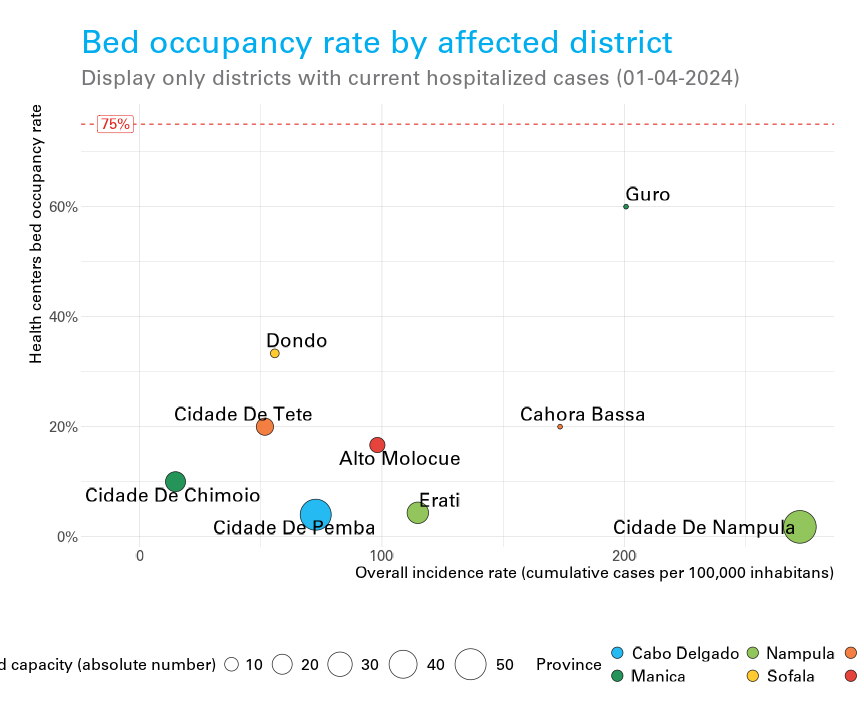 Bed occupancy rate by affected district
Display only districts with current hospitalized cases (01-04-2024)
Health centers bed occupancy rate
75%
60%
40%
20%
0%
Guro
Dondo
Cidade De Tete
Cahora Bassa
Alto Molocue
Cidade De Chimoio
Erati
Cidade De Pemba
Cidade De Nampula
0 100 200
Overall incidence rate (cumulative cases per 100,000 inhabitans)
d capacity (absolute number) 10 20 30 40 50
Province
Cabo Delgado Nampula
Manica Sofala